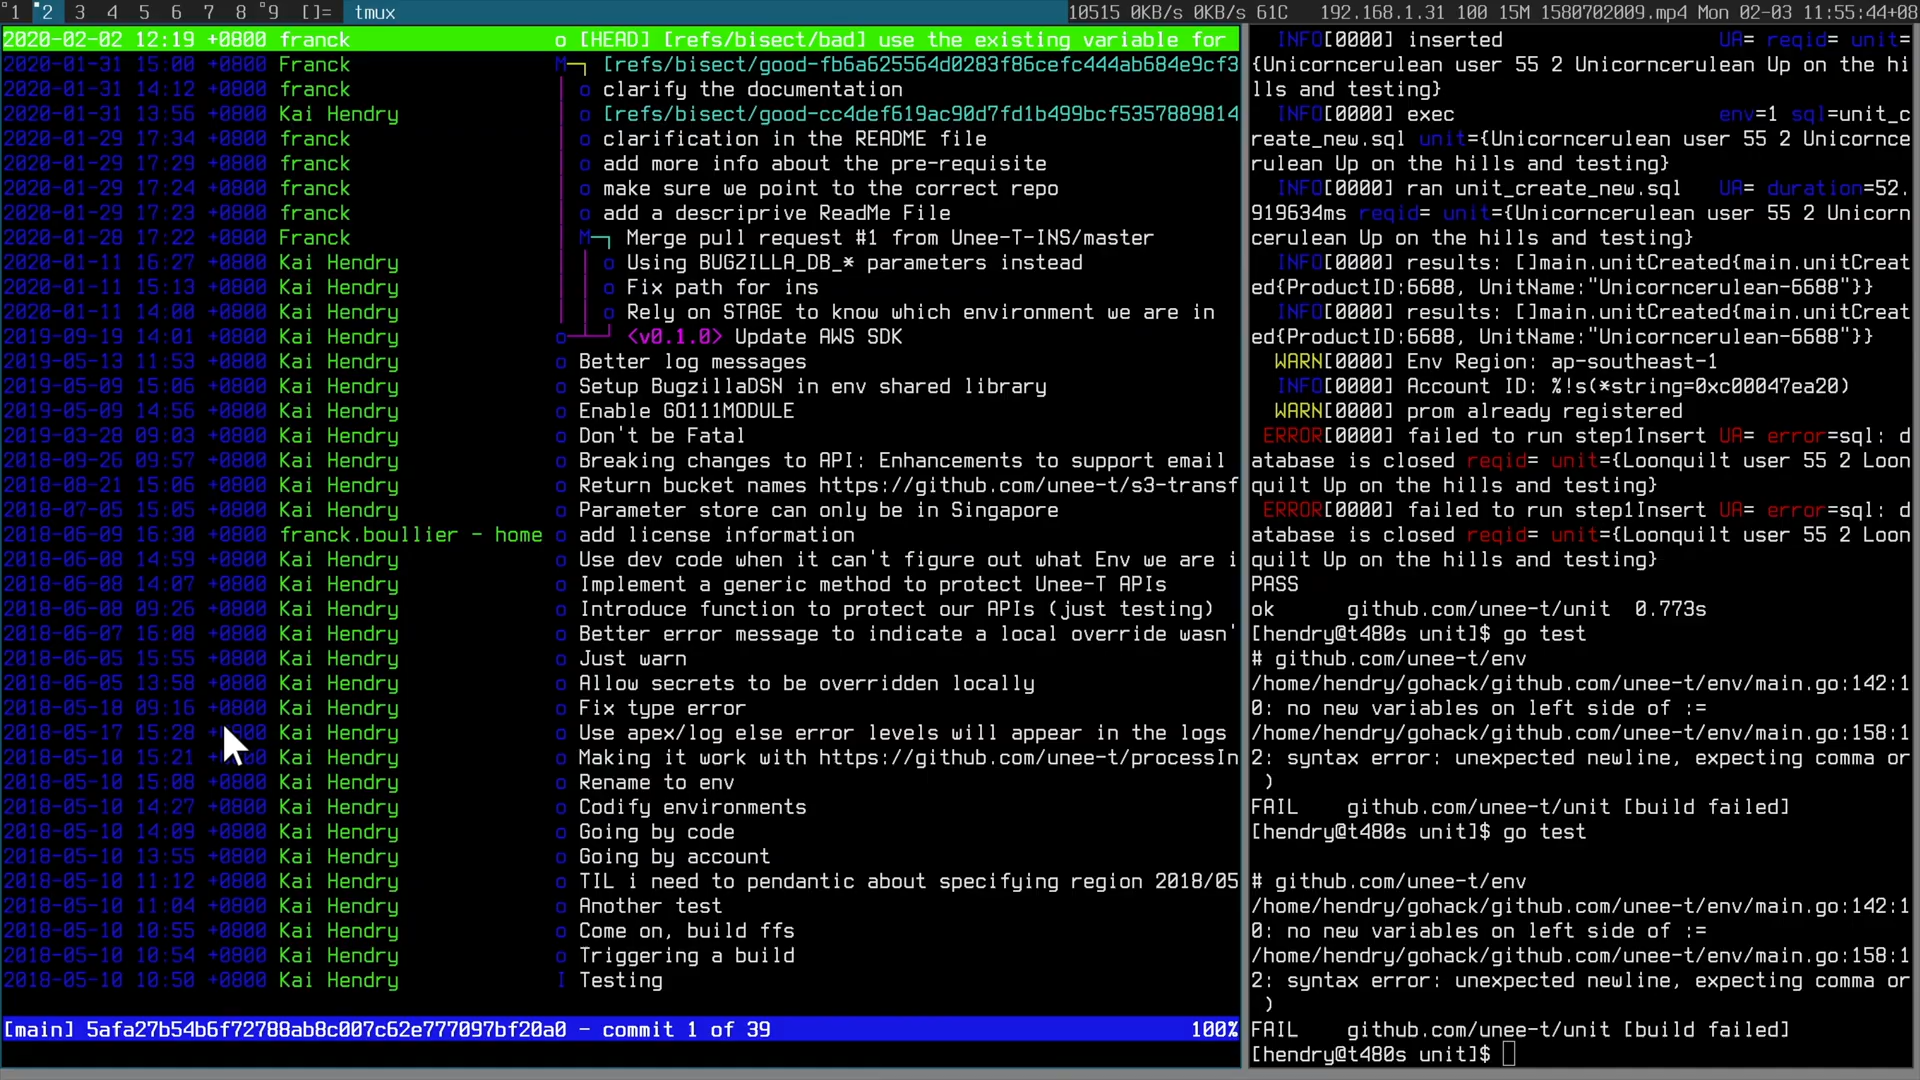 1 2 3 4 5 6 7 8 9 []= tmux 10515 0KB/s 0KB/s 61C 192.168.1.31 100 15M 1580702009.mp4 Mon 02-03 11:55:44+08
2020-02-02 12:19 +0800 franck o [HEAD] [refs/bisect/bad] use the existing variable for
2020-01-31 15:00 +0800 Franck M─┐ [refs/bisect/good-fb6a625564d0283f86cefc444ab684e9cf3
2020-01-31 14:12 +0800 franck │ o clarify the documentation
2020-01-31 13:56 +0800 Kai Hendry │ o [refs/bisect/good-cc4def619ac90d7fd1b499bcf5357889814
2020-01-29 17:34 +0800 franck │ o clarification in the README file
2020-01-29 17:29 +0800 franck │ o add more info about the pre-requisite
2020-01-29 17:24 +0800 franck │ o make sure we point to the correct repo
2020-01-29 17:23 +0800 franck │ o add a descriprive ReadMe File
2020-01-28 17:22 +0800 Franck │ M─┐ Merge pull request #1 from Unee-T-INS/master
2020-01-11 16:27 +0800 Kai Hendry │ │ o Using BUGZILLA_DB_* parameters instead
2020-01-11 15:13 +0800 Kai Hendry │ │ o Fix path for ins
2020-01-11 14:00 +0800 Kai Hendry │ │ o Rely on STAGE to know which environment we are in
2019-09-19 14:01 +0800 Kai Hendry o─┴─┘ <v0.1.0> Update AWS SDK
2019-05-13 11:53 +0800 Kai Hendry o Better log messages
2019-05-09 15:06 +0800 Kai Hendry o Setup BugzillaDSN in env shared library
2019-05-09 14:56 +0800 Kai Hendry o Enable GO111MODULE
2019-03-28 09:03 +0800 Kai Hendry o Don't be Fatal
2018-09-26 09:57 +0800 Kai Hendry o Breaking changes to API: Enhancements to support email
2018-08-21 15:06 +0800 Kai Hendry o Return bucket names https://github.com/unee-t/s3-transf
2018-07-05 15:05 +0800 Kai Hendry o Parameter store can only be in Singapore
2018-06-09 16:30 +0800 franck.boullier - home o add license information
2018-06-08 14:59 +0800 Kai Hendry o Use dev code when it can't figure out what Env we are i
2018-06-08 14:07 +0800 Kai Hendry o Implement a generic method to protect Unee-T APIs
2018-06-08 09:26 +0800 Kai Hendry o Introduce function to protect our APIs (just testing)
2018-06-07 16:08 +0800 Kai Hendry o Better error message to indicate a local override wasn'
2018-06-05 15:55 +0800 Kai Hendry o Just warn
2018-06-05 13:58 +0800 Kai Hendry o Allow secrets to be overridden locally
2018-05-18 09:16 +0800 Kai Hendry o Fix type error
2018-05-17 15:28 Kai Hendry o Use apex/log else error levels will appear in the logs
2018-05-10 15:21 Kai Hendry o Making it work with https://github.com/unee-t/processIn
2018-05-10 15:08 +0800 Kai Hendry o Rename to env
2018-05-10 14:27 +0800 Kai Hendry o Codify environments
2018-05-10 14:09 +0800 Kai Hendry o Going by code
2018-05-10 13:55 +0800 Kai Hendry o Going by account
2018-05-10 11:12 +0800 Kai Hendry o TIL i need to pendantic about specifying region 2018/05
2018-05-10 11:04 +0800 Kai Hendry o Another test
2018-05-10 10:55 +0800 Kai Hendry o Come on, build ffs
2018-05-10 10:54 +0800 Kai Hendry o Triggering a build
2018-05-10 10:50 +0800 Kai Hendry I Testing
[main] 5afa27b54b6f72788ab8c007c62e777097bf20a0 - commit 1 of 39 100%
INFO[0000] inserted UA= reqid= unit=
{Unicorncerulean user 55 2 Unicorncerulean Up on the hi
lls and testing}
INFO[0000] exec env=1 sql=unit_c
reate_new.sql unit={Unicorncerulean user 55 2 Unicornce
rulean Up on the hills and testing}
INFO[0000] ran unit_create_new.sql UA= duration=52.
919634ms reqid= unit={Unicorncerulean user 55 2 Unicorn
cerulean Up on the hills and testing}
INFO[0000] results: []main.unitCreated{main.unitCreat
ed{ProductID:6688, UnitName:"Unicorncerulean-6688"}}
INFO[0000] results: []main.unitCreated{main.unitCreat
ed{ProductID:6688, UnitName:"Unicorncerulean-6688"}}
WARN[0000] Env Region: ap-southeast-1
INFO[0000] Account ID: %!s(*string=0xc00047ea20)
WARN[0000] prom already registered
ERROR[0000] failed to run step1Insert UA= error=sql: d
atabase is closed reqid= unit={Loonquilt user 55 2 Loon
quilt Up on the hills and testing}
ERROR[0000] failed to run step1Insert UA= error=sql: d
atabase is closed reqid= unit={Loonquilt user 55 2 Loon
quilt Up on the hills and testing}
PASS
ok github.com/unee-t/unit 0.773s
[hendry@t480s unit]$ go test
# github.com/unee-t/env
/home/hendry/gohack/github.com/unee-t/env/main.go:142:1
0: no new variables on left side of :=
/home/hendry/gohack/github.com/unee-t/env/main.go:158:1
2: syntax error: unexpected newline, expecting comma or
)
FAIL github.com/unee-t/unit [build failed]
[hendry@t480s unit]$ go test
# github.com/unee-t/env
/home/hendry/gohack/github.com/unee-t/env/main.go:142:1
0: no new variables on left side of :=
/home/hendry/gohack/github.com/unee-t/env/main.go:158:1
2: syntax error: unexpected newline, expecting comma or
)
FAIL github.com/unee-t/unit [build failed]
[hendry@t480s unit]$